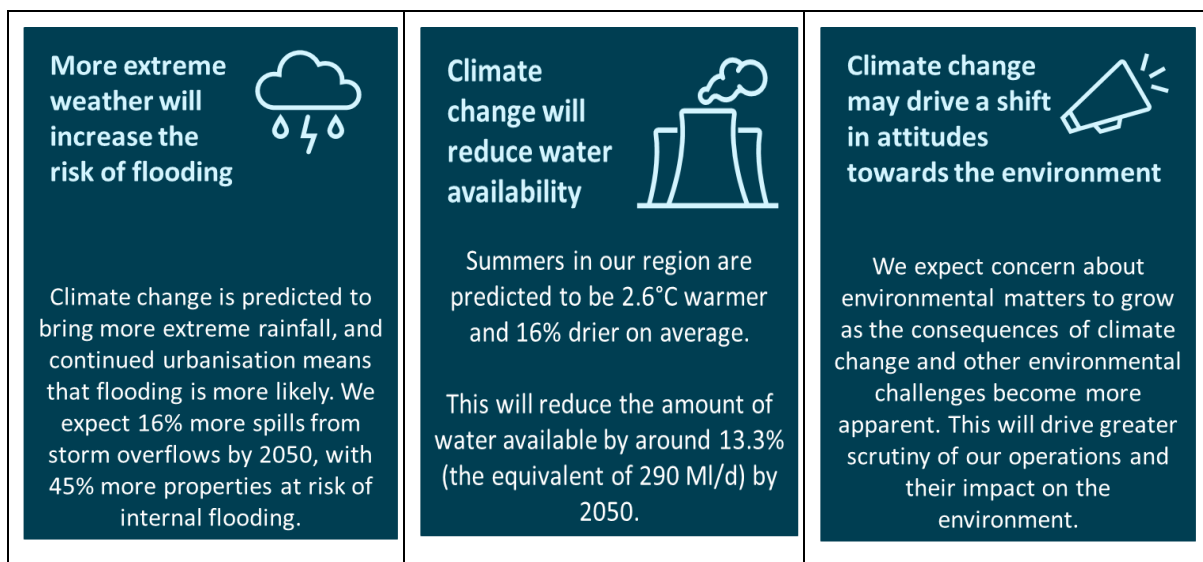 More extreme
weather will
increase the
risk of flooding
Climate change is predicted to
bring more extreme rainfall, and
continued urbanisation means
that flooding is more likely. We
expect 16% more spills from
storm overflows by 2050, with
45% more properties at risk of
internal flooding.
Climate
change will
reduce water
availability
Summers in our region are
predicted to be 2.6°C warmer
and 16% drier on average.
This will reduce the amount of
water available by around 13.3%
(the equivalent of 290 Ml/d) by
2050.
Climate change
may drive a shift
in attitudes
towards the environment
We expect concern about
environmental matters to grow
as the consequences of climate
change and other environmental
challenges become more
apparent. This will drive greater
scrutiny of our operations and
their impact on the
environment.